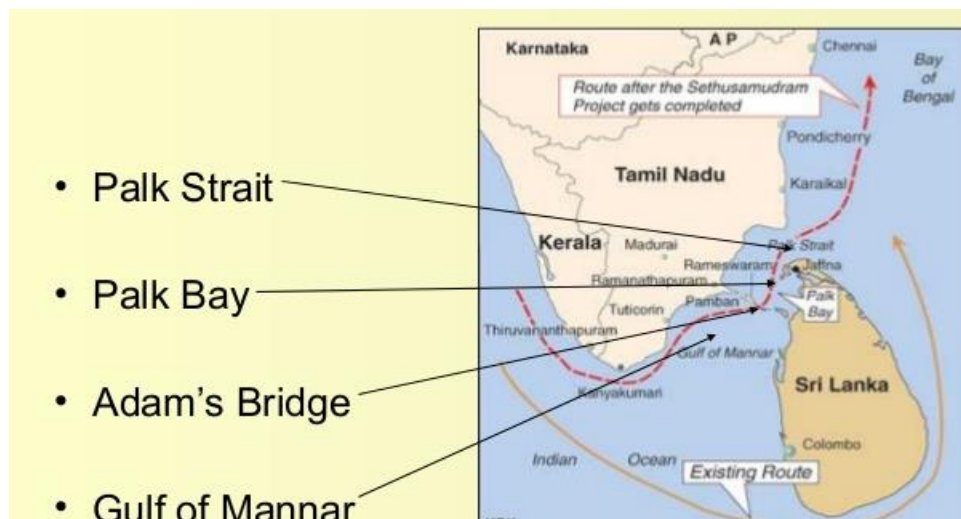 • Palk Strait
• Palk Bay
• Adam's Bridge
• Gulf of Mannar
Karnataka
A P
Chennai
Bay
of
Bengal
Route after the Sethusamudram
Project gets completed
Pondicherry
Tamil Nadu
Karaikal
Kerala
Madurai
Palk Strait
Rameswaram
Jaffna
Ramanathapuram
Pamban
Palk
Bay
Tuticorin
Thiruvananthapuram
Gulf of Mannar
Kanyakumari
Sri Lanka
Colombo
Indian Ocean
Existing Route